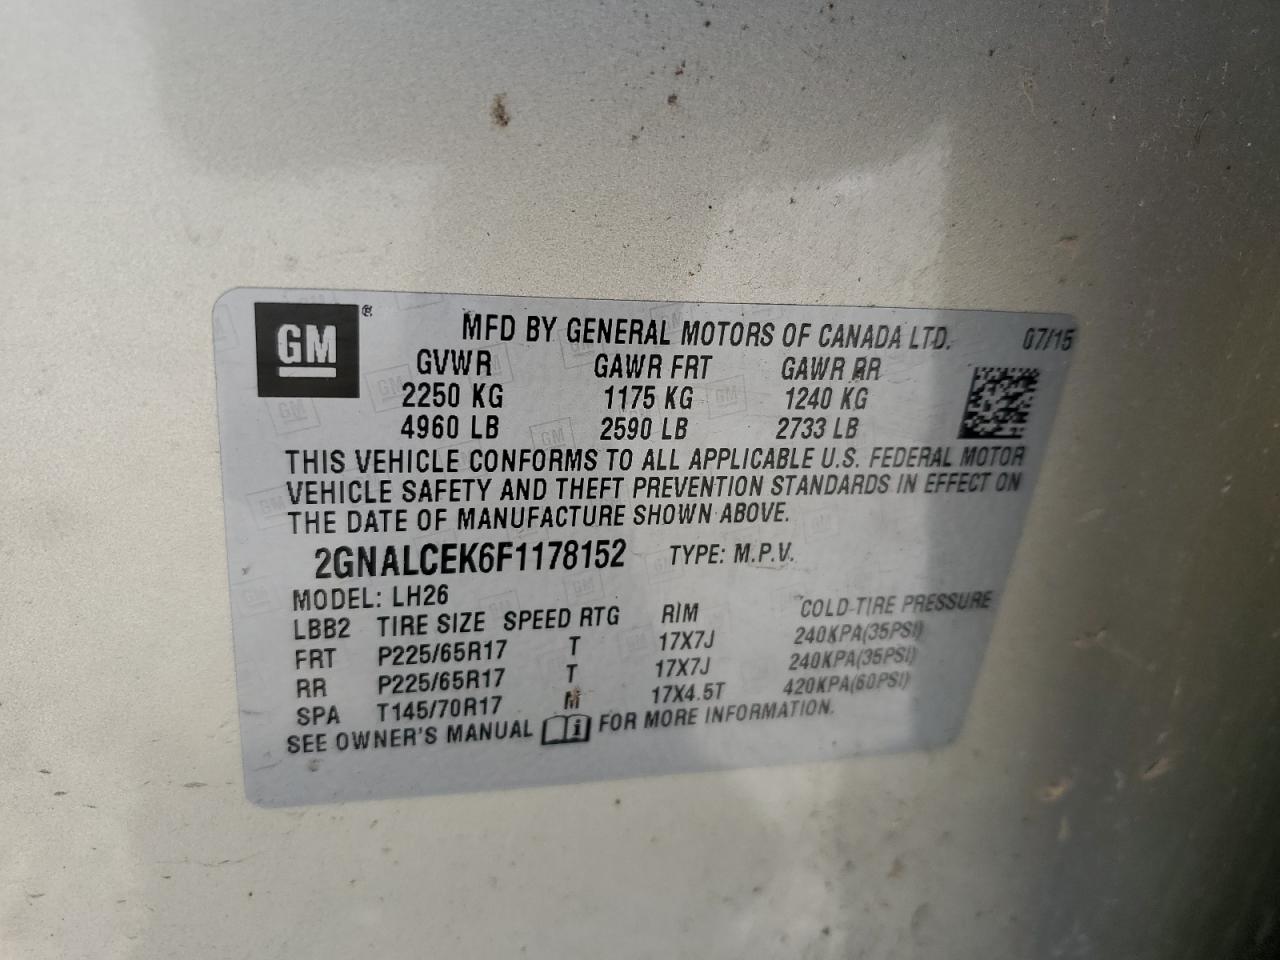 GM®
MFD BY GENERAL MOTORS OF CANADA LTD. 07/15
GVWR GAWR FRT GAWR RR
2250 KG 1175 KG 1240 KG
4960 LB 2590 LB 2733 LB
THIS VEHICLE CONFORMS TO ALL APPLICABLE U.S. FEDERAL MOTOR
VEHICLE SAFETY AND THEFT PREVENTION STANDARDS IN EFFECT ON
THE DATE OF MANUFACTURE SHOWN ABOVE.
2GNALCEK6F1178152 TYPE: M.P.V.
MODEL: LH26
LBB2 TIRE SIZE SPEED RTG RIM COLD TIRE PRESSURE
FRT P225/65R17 T 17X7J 240KPA(35PSI)
RR P225/65R17 T 17X7J 240KPA(35PSI)
SPA T145/70R17 M 17X4.5T 420KPA(60PSI)
SEE OWNER'S MANUAL i FOR MORE INFORMATION.